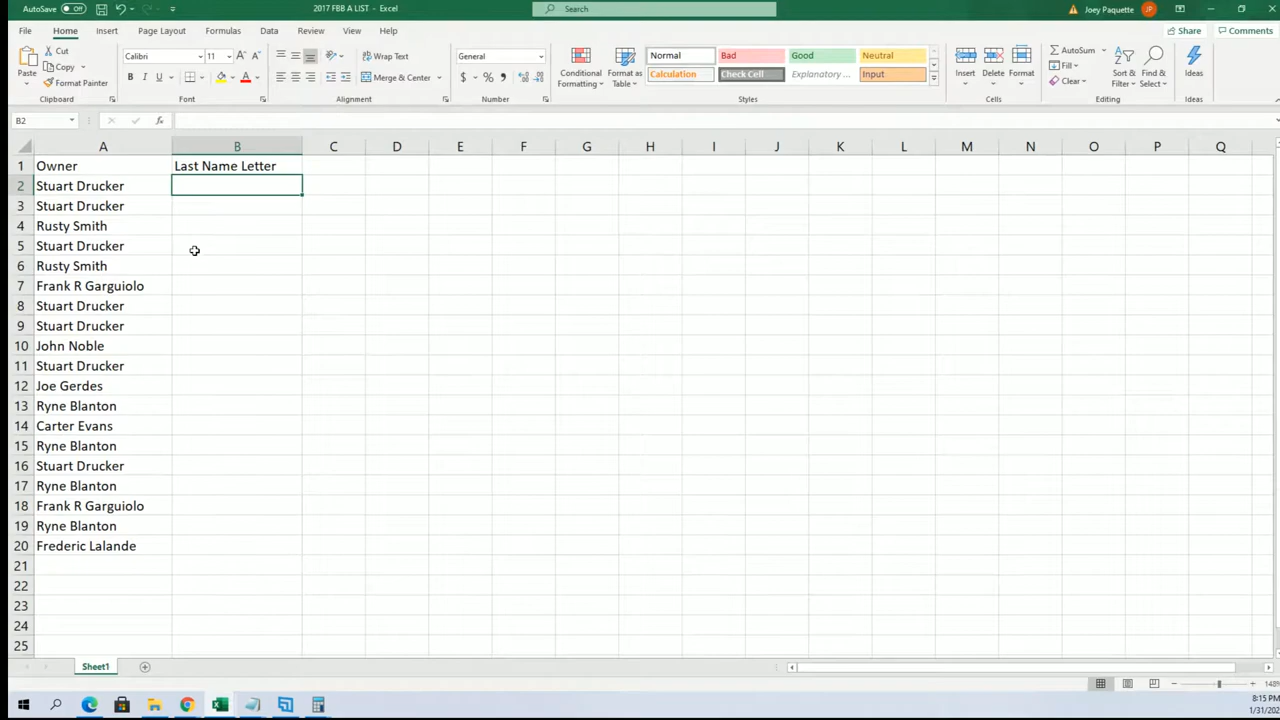 AutoSave Off 2017 FBB A LIST - Excel Search Joey Paquette JP
File Home Insert Page Layout Formulas Data Review View Help Share Comments
Paste Cut Copy Format Painter Clipboard
Calibri 11 B I U Font
Wrap Text Merge & Center Alignment
General $ % Number
Conditional Formatting Format as Table
Normal Bad Good Neutral
Calculation Check Cell Explanary ... Input
Styles
Insert Delete Format Cells
AutoSum Fill Clear Sort & Filter Find & Select Editing
Ideas Ideas
B2 fx
A B C D E F G H I J K L M N O P Q
1 Owner Last Name Letter
2 Stuart Drucker
3 Stuart Drucker
4 Rusty Smith
5 Stuart Drucker
6 Rusty Smith
7 Frank R Garguiolo
8 Stuart Drucker
9 Stuart Drucker
10 John Noble
11 Stuart Drucker
12 Joe Gerdes
13 Ryne Blanton
14 Carter Evans
15 Ryne Blanton
16 Stuart Drucker
17 Ryne Blanton
18 Frank R Garguiolo
19 Ryne Blanton
20 Frederic Lalande
21
22
23
24
25
Sheet1
8:15 PM